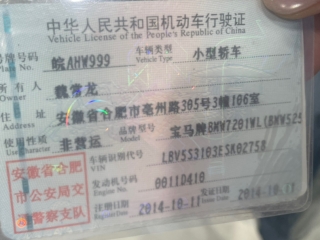 中华人民共和国机动车行驶证
Vehicle License of the People's Republic of China
号牌号码 皖AHW999 车辆类型 小型轿车
Plate No. Vehicle Type
所有人 魏常龙
Owner
住址 安徽省合肥市亳州路305号3幢106室
Address
使用性质 非营运 品牌型号 宝马牌BMW7201WL(BMW525
Use Character Model
安徽省合肥市公安局交通警察支队
车辆识别代号 LBV5S3103ESK02758
VIN
发动机号码 0011D410
Engine No.
注册日期 2014-10-11 发证日期 2014-10-11